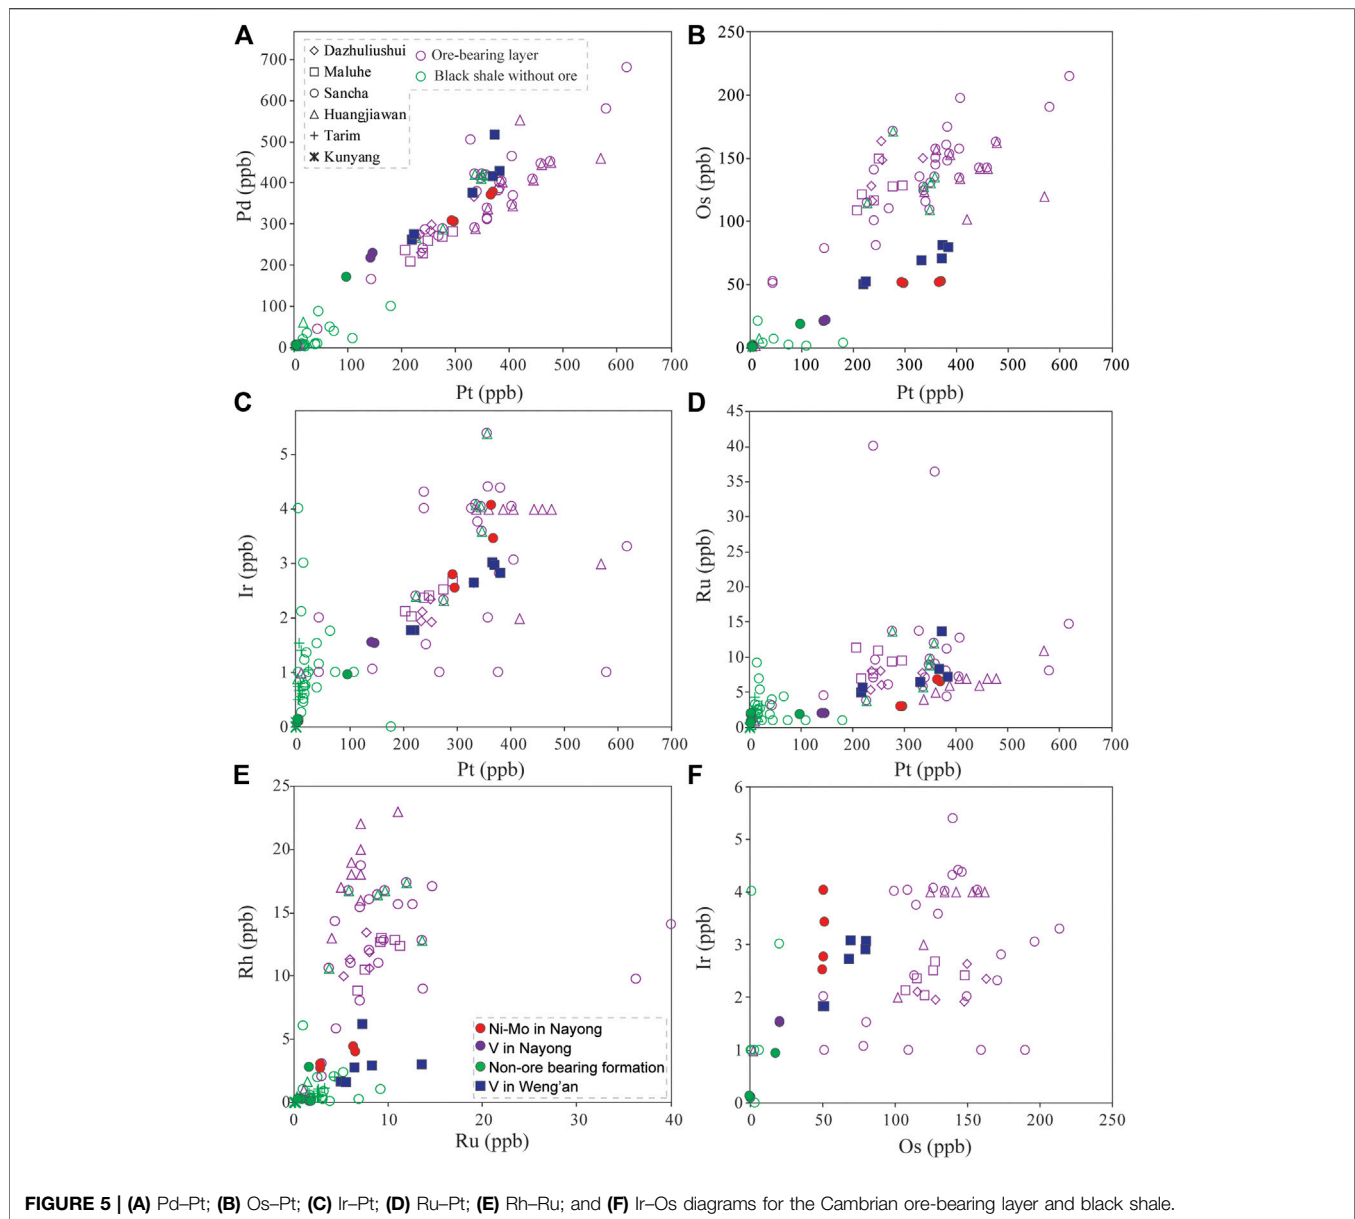 A
B
Dazhuliushui
Maluhe
Sancha
Huangjiawan
Tarim
Kunyang
Ore-bearing layer
Black shale without ore
Pd (ppb)
700
600
500
400
300
200
100
0
0 100 200 300 400 500 600 700
Pt (ppb)
Os (ppb)
250
200
150
100
50
0
0 100 200 300 400 500 600 700
Pt (ppb)
C
D
Ir (ppb)
5
4
3
2
1
0
0 100 200 300 400 500 600 700
Pt (ppb)
Ru (ppb)
45
40
35
30
25
20
15
10
5
0
0 100 200 300 400 500 600 700
Pt (ppb)
E
F
Rh (ppb)
25
20
15
10
5
0
0 10 20 30 40
Ru (ppb)
Ni-Mo in Nayong
V in Nayong
Non-ore bearing formation
V in Weng'an
Ir (ppb)
6
5
4
3
2
1
0
0 50 100 150 200 250
Os (ppb)
FIGURE 5 | (A) Pd–Pt; (B) Os–Pt; (C) Ir–Pt; (D) Ru–Pt; (E) Rh–Ru; and (F) Ir–Os diagrams for the Cambrian ore-bearing layer and black shale.